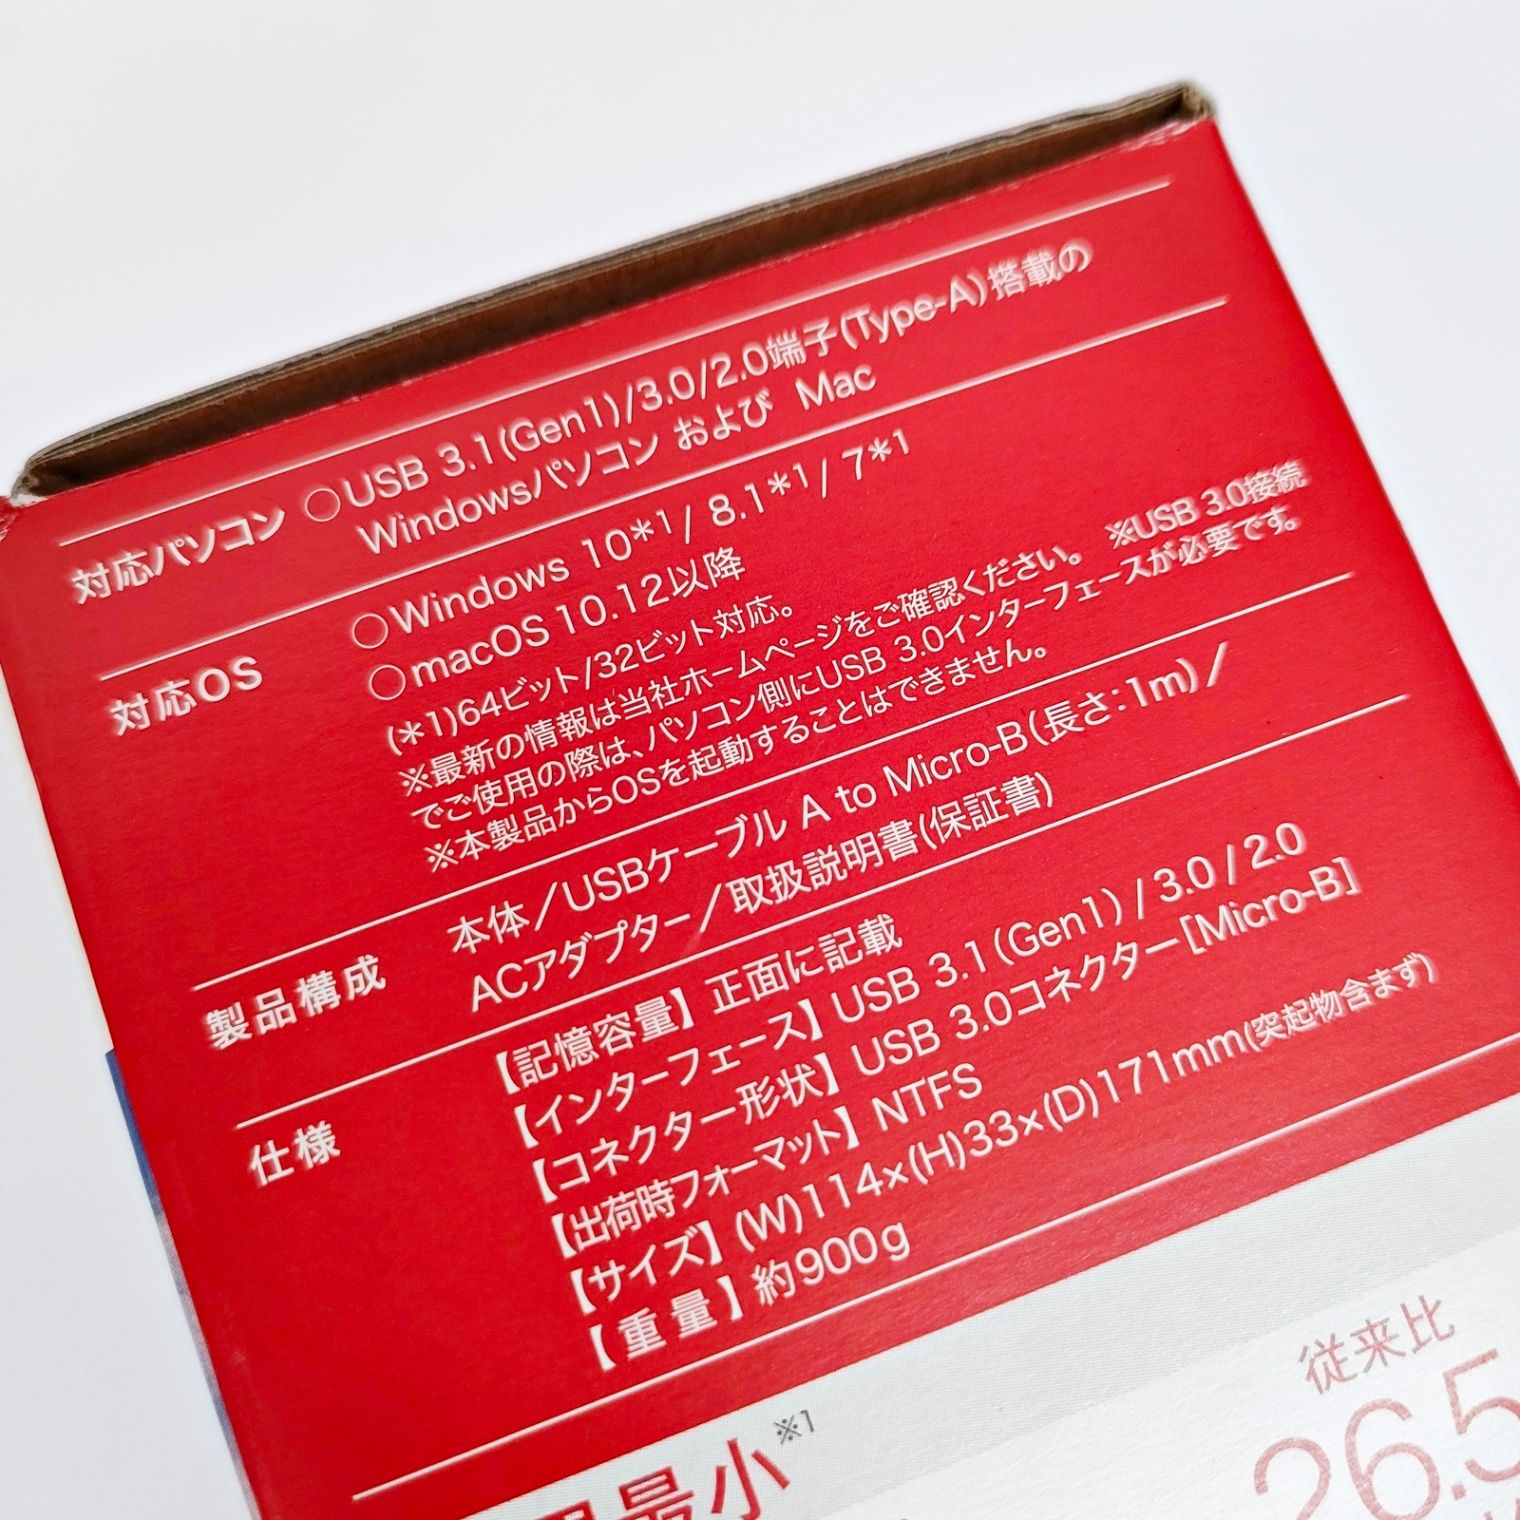 対応パソコン ○USB 3.1(Gen1)/3.0/2.0端子(Type-A)搭載の
Windowsパソコン および Mac
対応OS ○Windows 10*1/ 8.1*1/ 7*1
○macOS 10.12以降
(*1)64ビット/32ビット対応。
※最新の情報は当社ホームページをご確認ください。 ※USB 3.0接続
でご使用の際は、パソコン側にUSB 3.0インターフェースが必要です。
※本製品からOSを起動することはできません。
製品構成 本体/USBケーブル A to Micro-B(長さ:1m)/
ACアダプター/取扱説明書(保証書)
仕様 【記憶容量】正面に記載
【インターフェース】USB 3.1(Gen1)/3.0/2.0
【コネクター形状】USB 3.0コネクター[Micro-B]
【出荷時フォーマット】NTFS
【サイズ】(W)114×(H)33×(D)171mm(突起物含まず)
【重量】約900g
最小※1
従来比
26.5